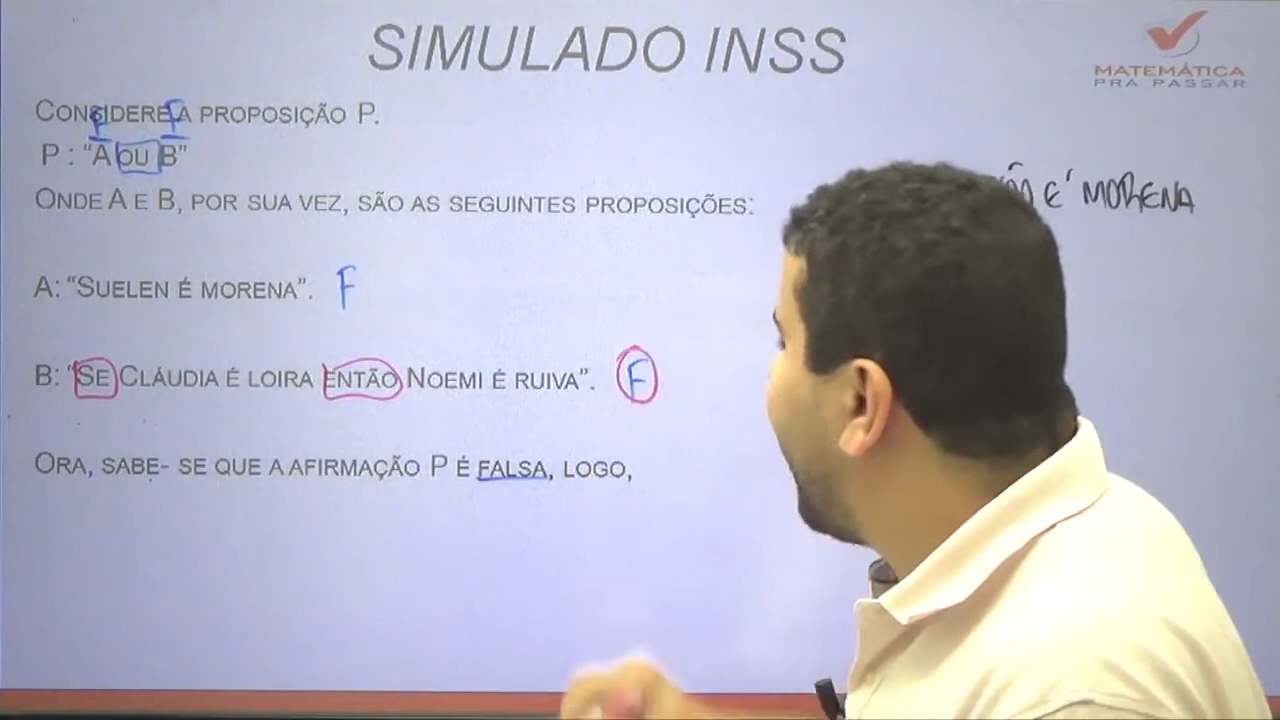 SIMULADO INSS
MATEMÁTICA
PRA PASSAR
CONSIDERE A PROPOSIÇÃO P.
F F
P : "A OU B"
ONDE A E B, POR SUA VEZ, SÃO AS SEGUINTES PROPOSIÇÕES:
É MORENA
A: "SUELEN É MORENA". F
B: "SE CLÁUDIA É LOIRA ENTÃO NOEMI É RUIVA". F
ORA, SABE- SE QUE A AFIRMAÇÃO P É FALSA, LOGO,